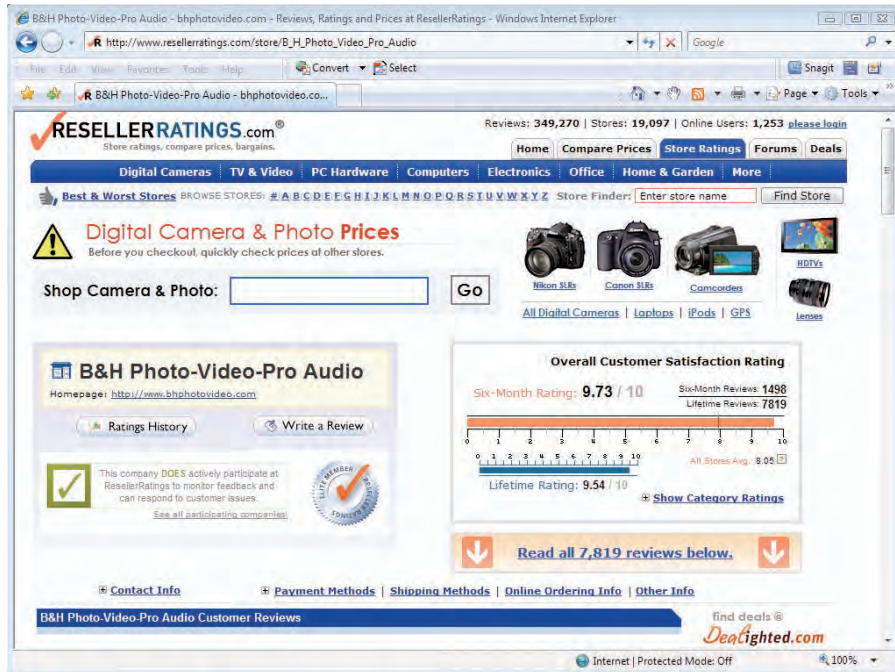 B&H Photo-Video-Pro Audio - bhphotovideo.com - Reviews, Ratings and Prices at ResellerRatings - Windows Internet Explorer
http://www.resellerratings.com/store/B_H_Photo_Video_Pro_Audio
Google
File Edit View Favorites Tools Help
Convert Select
Snagit
B&H Photo-Video-Pro Audio - bhphotovideo.co...
Page Tools
RESELLERRATINGS.com®
Store ratings, compare prices, bargains.
Reviews: 349,270 | Stores: 19,097 | Online Users: 1,253 please login
Home Compare Prices Store Ratings Forums Deals
Digital Cameras TV & Video PC Hardware Computers Electronics Office Home & Garden More
Best & Worst Stores BROWSE STORES: # A B C D E F G H I J K L M N O P Q R S T U V W X Y Z Store Finder: Enter store name Find Store
Digital Camera & Photo Prices
Before you checkout, quickly check prices at other stores.
Shop Camera & Photo: Go
Nikon SLRs Canon SLRs Camcorders HDTVs
All Digital Cameras | Laptops | iPods | GPS
Lenses
B&H Photo-Video-Pro Audio
Homepage: http://www.bhphotovideo.com
Ratings History Write a Review
This company DOES actively participate at
ResellerRatings to monitor feedback and
can respond to customer issues.
See all participating companies!
ELITE MEMBER
RESELLER RATINGS
Overall Customer Satisfaction Rating
Six-Month Rating: 9.73 / 10
Six-Month Reviews: 1498
Lifetime Reviews: 7819
0 1 2 3 4 5 6 7 8 9 10
0 1 2 3 4 5 6 7 8 9 10
All Stores Avg. 8.05
Lifetime Rating: 9.54 / 10
Show Category Ratings
Read all 7,819 reviews below.
Contact Info Payment Methods | Shipping Methods | Online Ordering Info | Other Info
B&H Photo-Video-Pro Audio Customer Reviews
find deals @
Dealighted.com
Internet | Protected Mode: Off
100%